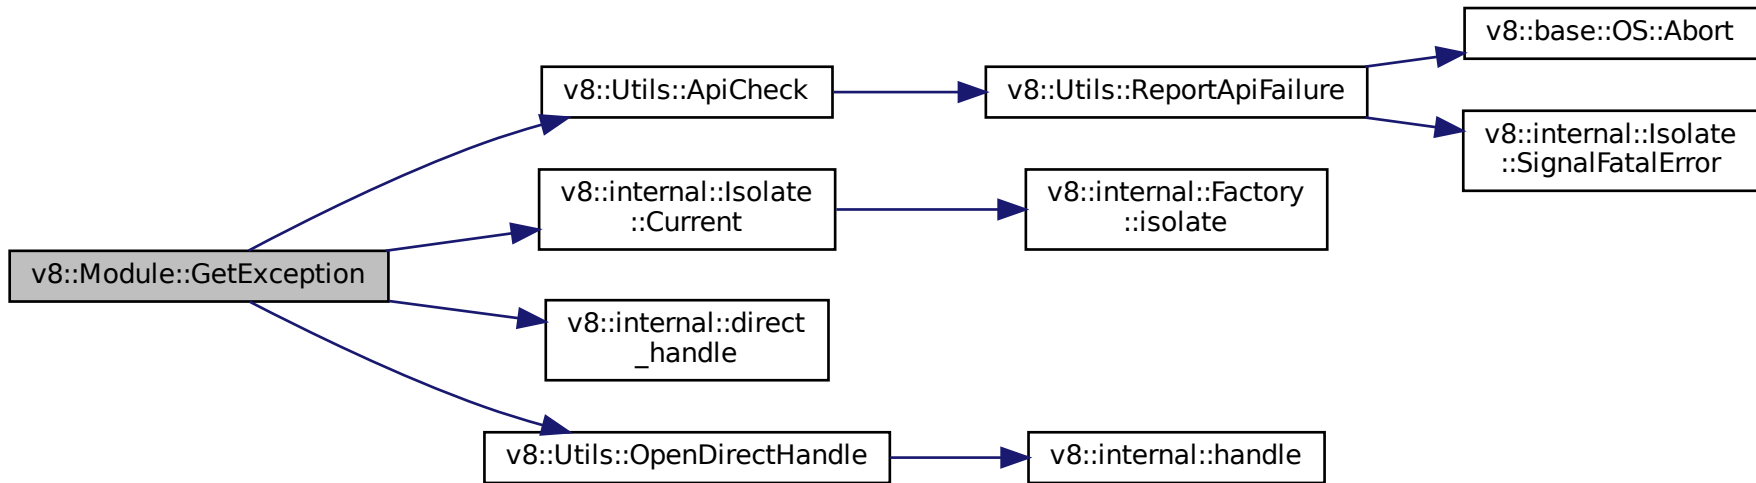 v8::Module::GetException
v8::Utils::ApiCheck
v8::Utils::ReportApiFailure
v8::base::OS::Abort
v8::internal::Isolate
::SignalFatalError
v8::internal::Isolate
::Current
v8::internal::Factory
::isolate
v8::internal::direct
_handle
v8::Utils::OpenDirectHandle
v8::internal::handle